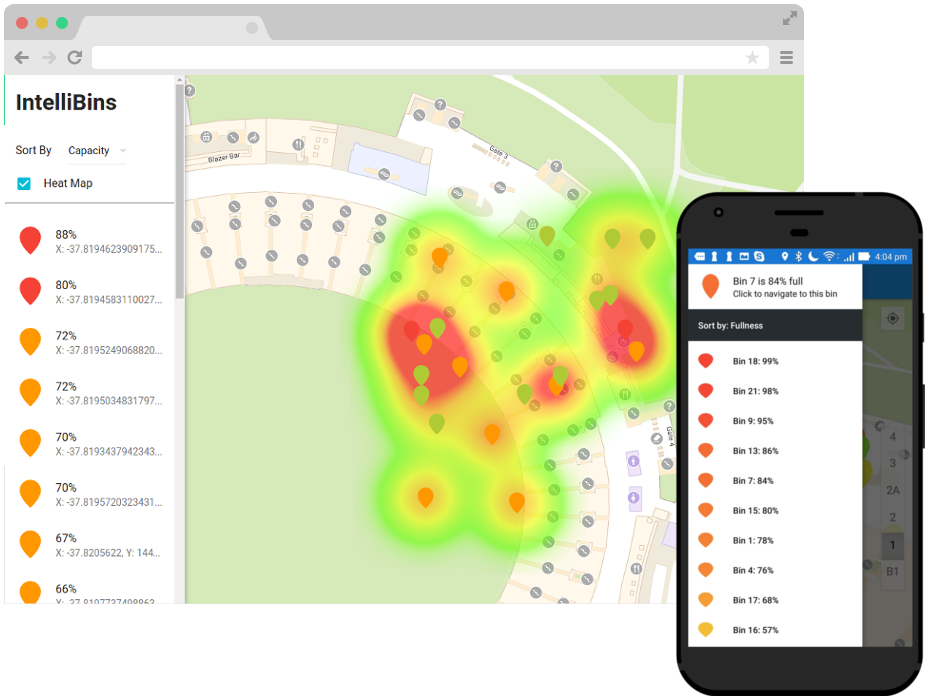 IntelliBins
Sort By Capacity
Heat Map
88%
X: -37.8194623909175...
80%
X: -37.8194583110027...
72%
X: -37.8195249068820...
72%
X: -37.8195034831797...
70%
X: -37.8193437942343...
70%
X: -37.8195720323431...
67%
X: -37.8205622, Y: 144...
66%
X: -37.8197737498863
Blazer Bar
Gate 3
Gate 4
4:04 pm
Bin 7 is 84% full
Click to navigate to this bin
Sort by: Fullness
Bin 18: 99%
Bin 21: 98%
Bin 9: 95%
Bin 13: 86%
Bin 7: 84%
Bin 15: 80%
Bin 1: 78%
Bin 4: 76%
Bin 17: 68%
Bin 16: 57%
4
3
2A
2
1
B1